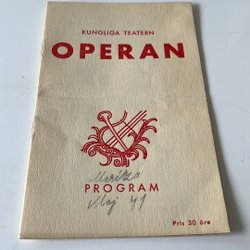 KUNGLIGA TEATERN
OPERAN
Maritza
PROGRAM
Maj 41
Pris 30 öre